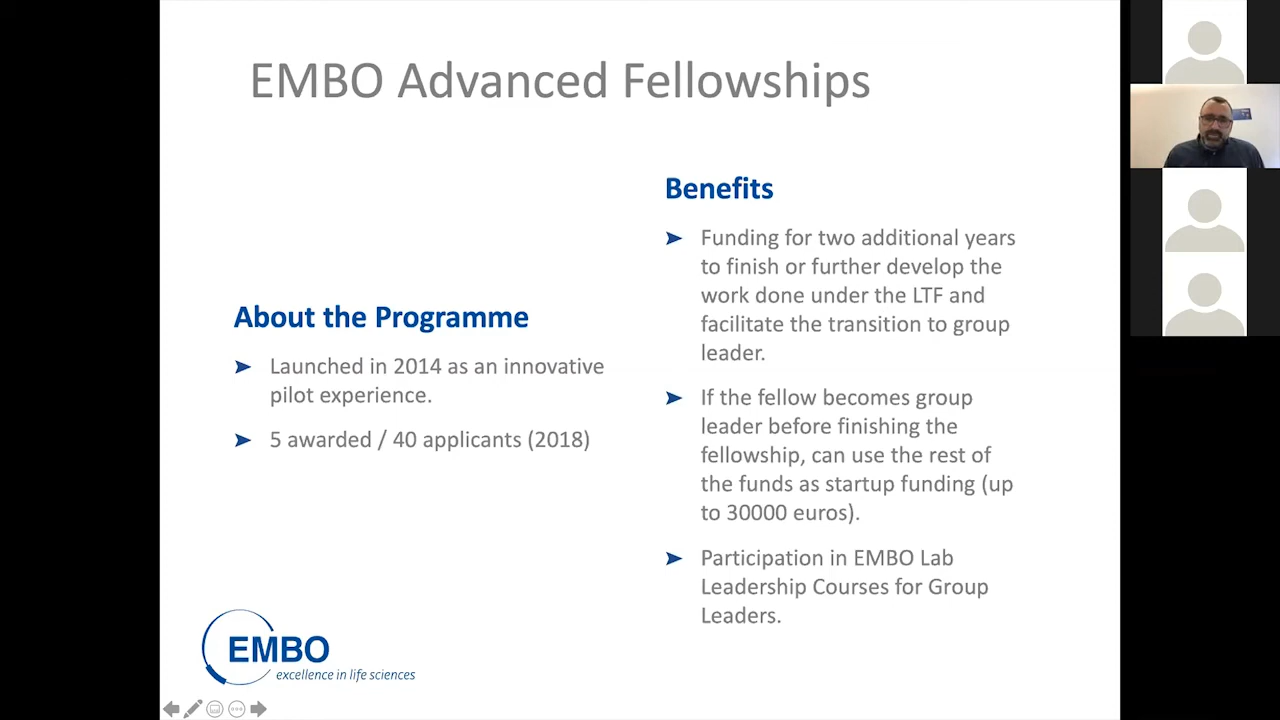 EMBO Advanced Fellowships
About the Programme
➤ Launched in 2014 as an innovative
pilot experience.
➤ 5 awarded / 40 applicants (2018)
Benefits
➤ Funding for two additional years
to finish or further develop the
work done under the LTF and
facilitate the transition to group
leader.
➤ If the fellow becomes group
leader before finishing the
fellowship, can use the rest of
the funds as startup funding (up
to 30000 euros).
➤ Participation in EMBO Lab
Leadership Courses for Group
Leaders.
EMBO
excellence in life sciences